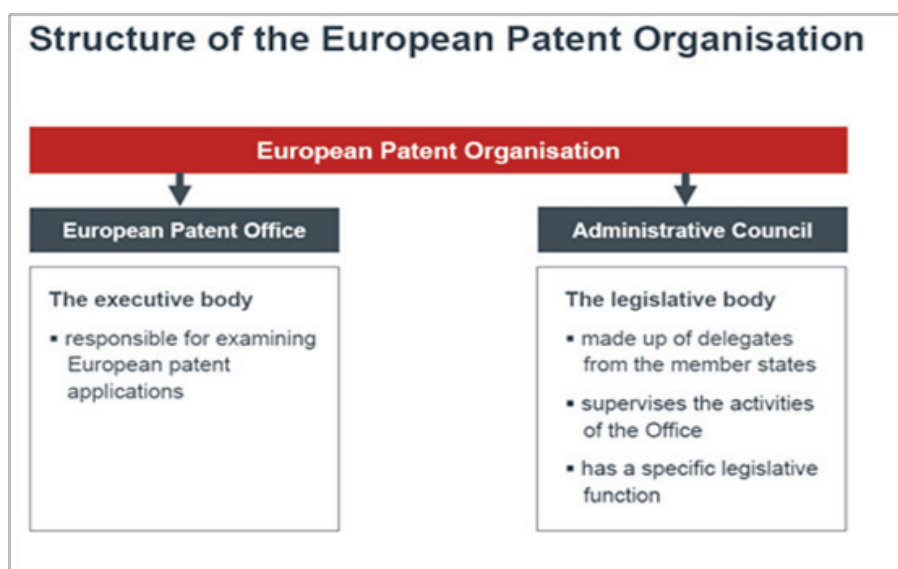 Structure of the European Patent Organisation
European Patent Organisation
European Patent Office
The executive body
▪ responsible for examining
European patent
applications
Administrative Council
The legislative body
▪ made up of delegates
from the member states
▪ supervises the activities
of the Office
▪ has a specific legislative
function